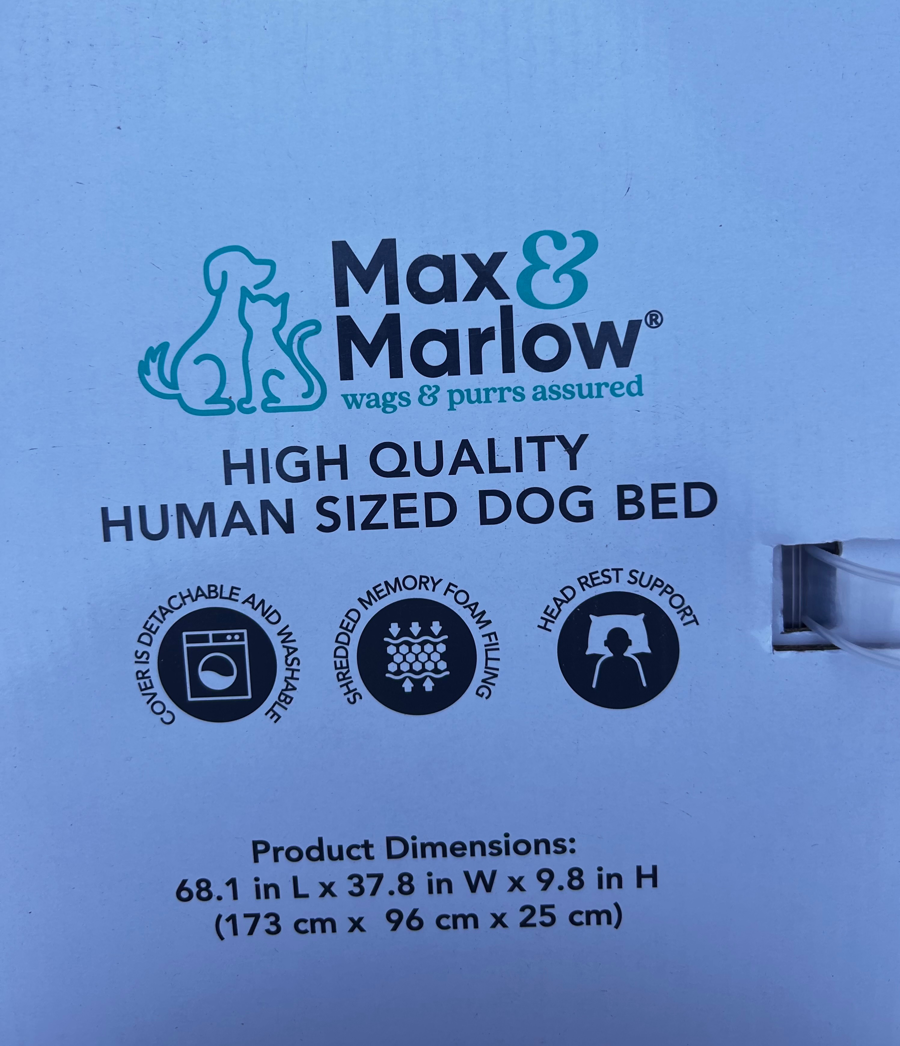 Max &
Marlow®
wags & purrs assured
HIGH QUALITY
HUMAN SIZED DOG BED
COVER IS DETACHABLE AND WASHABLE
SHREDDED MEMORY FOAM FILLING
HEAD REST SUPPORT
Product Dimensions:
68.1 in L x 37.8 in W x 9.8 in H
(173 cm x 96 cm x 25 cm)